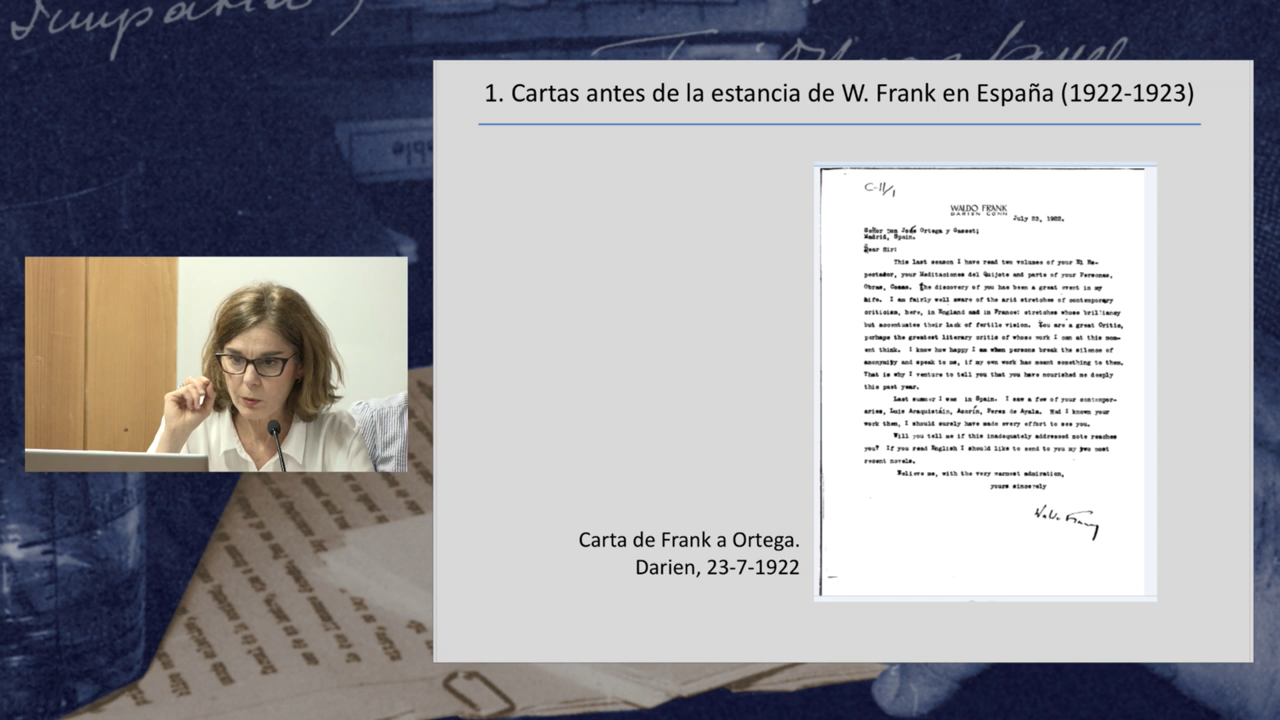 Imparcial
1. Cartas antes de la estancia de W. Frank en España (1922-1923)
C-11/1
WALDO FRANK
DARIEN CONN
July 23, 1922.
Señor Don José Ortega y Gasset;
Madrid, Spain.
Dear Sir:
This last season I have read two volumes of your El Es-
pectador, your Meditaciones del Quijote and parts of your Personas,
Obras, Cosas. The discovery of you has been a great event in my
life. I am fairly well aware of the arid stretches of contemporary
criticism, here, in England and in France: stretches whose brilliancy
but accentuates their lack of fertile vision. You are a great Critic,
perhaps the greatest literary critic of whose work I can at this mom-
ent think. I know how happy I am when persons break the silence of
anonymity and speak to me, if my own work has meant something to them.
That is why I venture to tell you that you have nourished me deeply
this past year.
Last summer I was in Spain. I saw a few of your contempor-
aries, Luis Araquistáin, Azorín, Perez de Ayala. Had I known your
work then, I should surely have made every effort to see you.
Will you tell me if this inadequately addressed note reaches
you? If you read English I should like to send to you my two most
recent novels.
Believe me, with the very warmest admiration,
yours sincerely
Waldo Frank
Carta de Frank a Ortega.
Darien, 23-7-1922